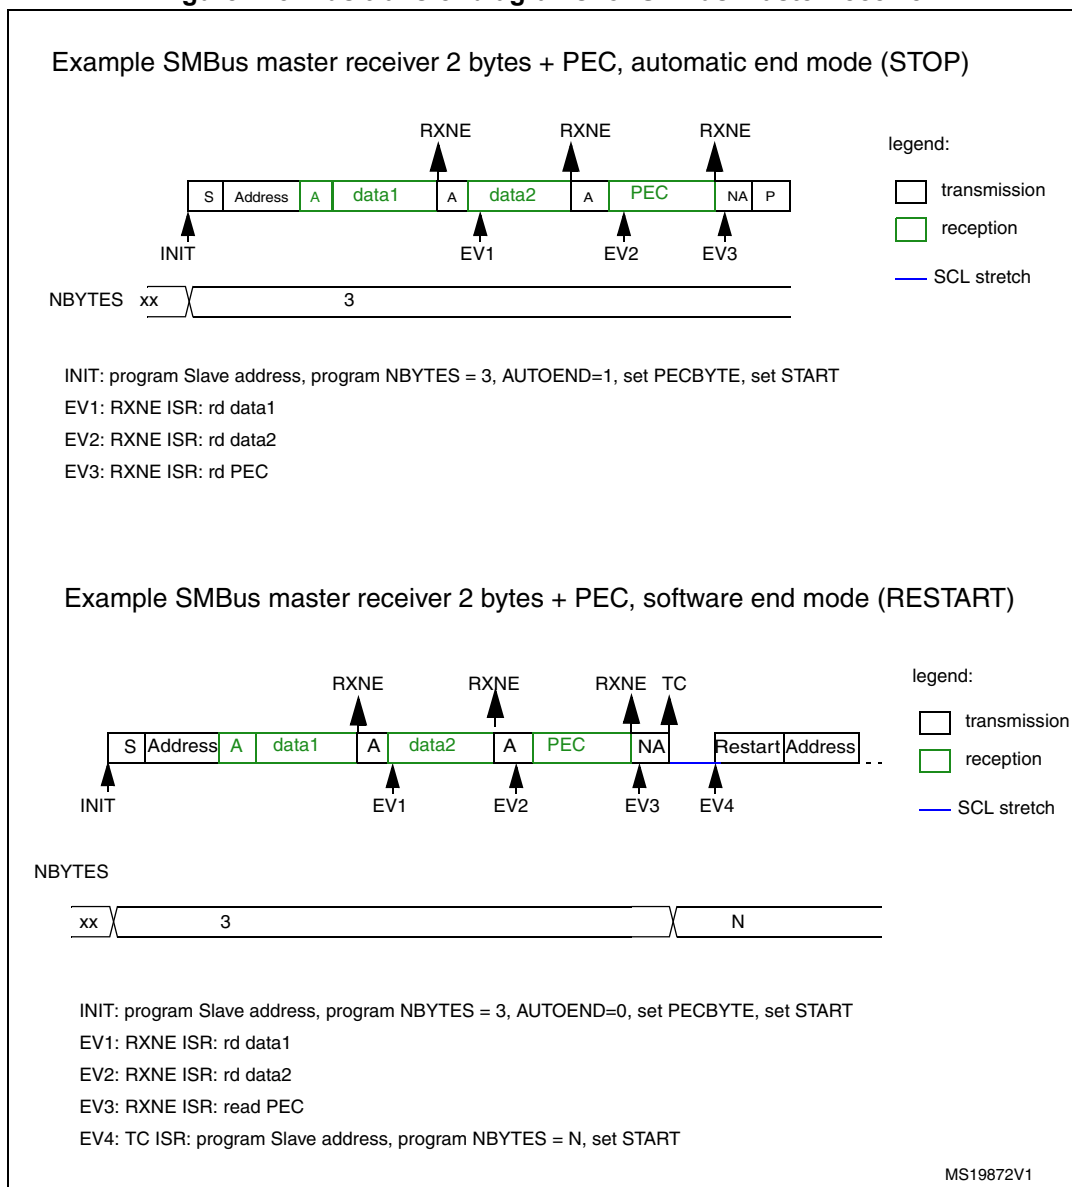 Example SMBus master receiver 2 bytes + PEC, automatic end mode (STOP)
RXNE RXNE RXNE
legend:
S Address A data1 A data2 A PEC NA P
transmission
reception
INIT EV1 EV2 EV3
SCL stretch
NBYTES xx 3
INIT: program Slave address, program NBYTES = 3, AUTOEND=1, set PECBYTE, set START
EV1: RXNE ISR: rd data1
EV2: RXNE ISR: rd data2
EV3: RXNE ISR: rd PEC
Example SMBus master receiver 2 bytes + PEC, software end mode (RESTART)
legend:
RXNE RXNE RXNE TC
transmission
S Address A data1 A data2 A PEC NA Restart Address
reception
INIT EV1 EV2 EV3 EV4
SCL stretch
NBYTES
xx 3 N
INIT: program Slave address, program NBYTES = 3, AUTOEND=0, set PECBYTE, set START
EV1: RXNE ISR: rd data1
EV2: RXNE ISR: rd data2
EV3: RXNE ISR: read PEC
EV4: TC ISR: program Slave address, program NBYTES = N, set START
MS19872V1